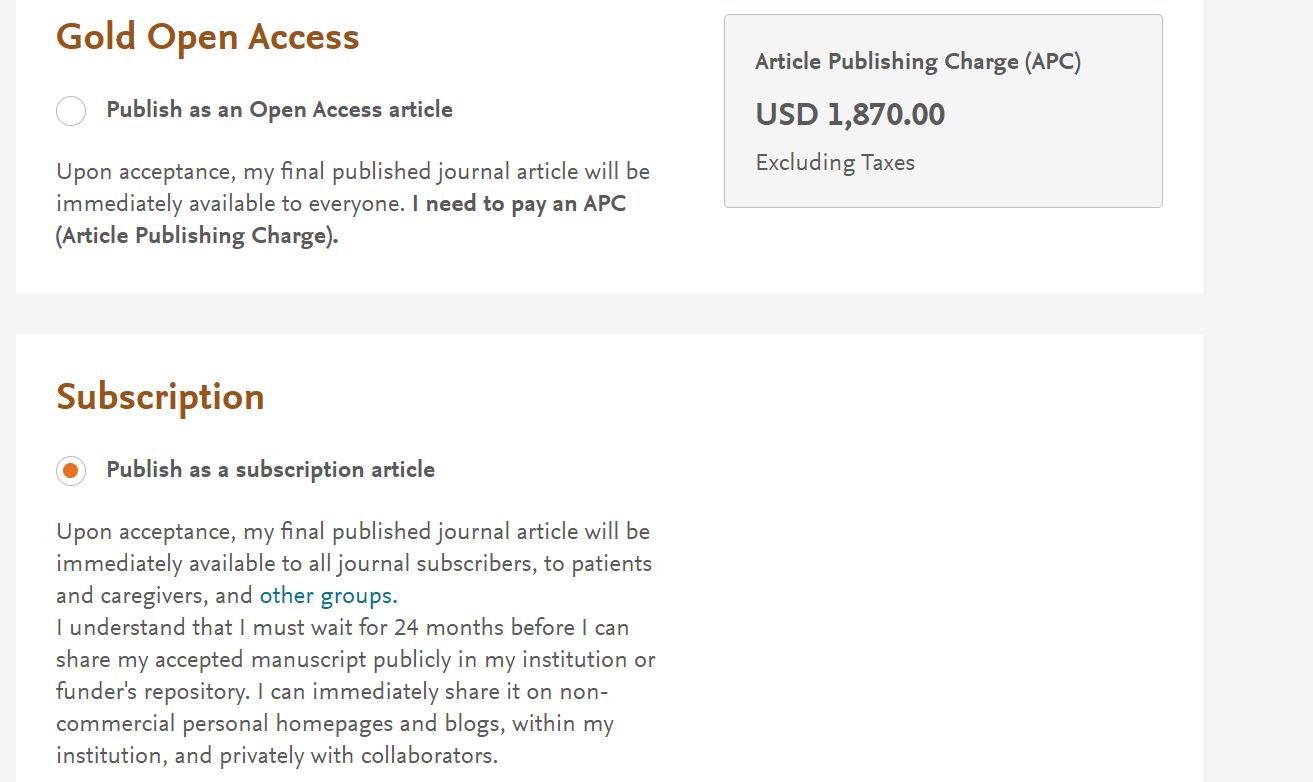 Gold Open Access
Publish as an Open Access article
Upon acceptance, my final published journal article will be
immediately available to everyone. I need to pay an APC
(Article Publishing Charge).
Article Publishing Charge (APC)
USD 1,870.00
Excluding Taxes
Subscription
Publish as a subscription article
Upon acceptance, my final published journal article will be
immediately available to all journal subscribers, to patients
and caregivers, and other groups.
I understand that I must wait for 24 months before I can
share my accepted manuscript publicly in my institution or
funder's repository. I can immediately share it on non-
commercial personal homepages and blogs, within my
institution, and privately with collaborators.